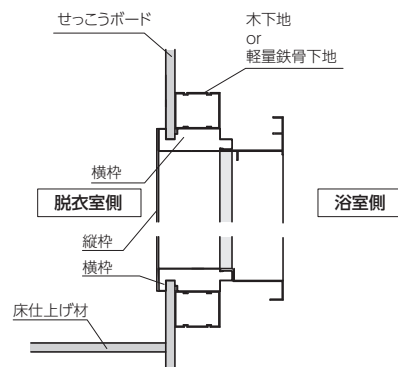 せっこうボード
木下地
or
軽量鉄骨下地
横枠
脱衣室側
浴室側
縦枠
横枠
床仕上げ材